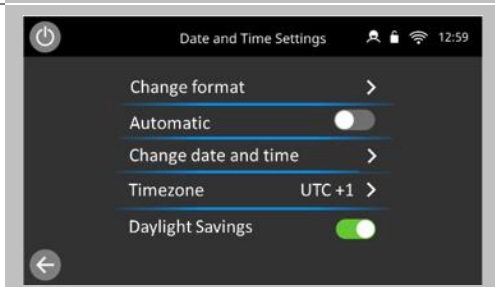 Date and Time Settings 12:59
Change format
Automatic
Change date and time
Timezone UTC +1
Daylight Savings